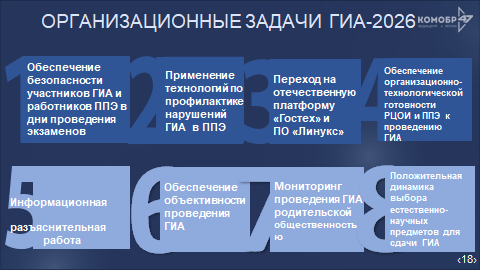 ОРГАНИЗАЦИОННЫЕ ЗАДАЧИ ГИА-2026
КОМОБР 47
1
Обеспечение
безопасности
участников ГИА и
работников ППЭ в
дни проведения
экзаменов
2
Применение
технологий по
профилактике
нарушений
ГИА в ППЭ
3
Переход на
отечественную
платформу
«Гостех» и
ПО «Линукс»
4
Обеспечение
организационно-
технологической
готовности
РЦОИ и ППЭ к
проведению
ГИА
5
Информационная
разъяснительная
работа
6
Обеспечение
объективности
проведения
ГИА
7
Мониторинг
проведения ГИА
родительской
общественность
ю
8
Положительная
динамика
выбора
естественно-
научных
предметов для
сдачи ГИА
‹18›